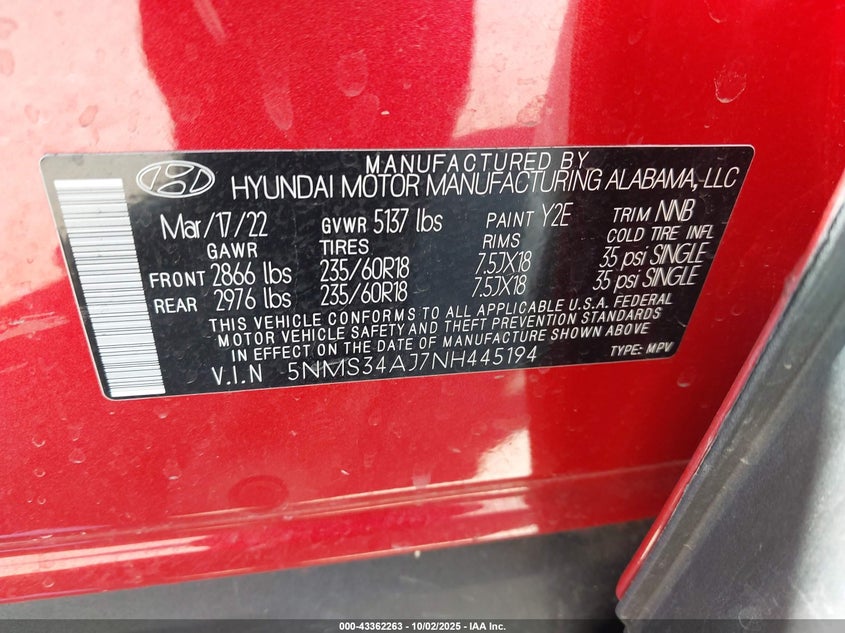 MANUFACTURED BY
HYUNDAI MOTOR MANUFACTURING ALABAMA, LLC
Mar/17/22 GVWR 5137 lbs PAINT Y2E TRIM NNB
GAWR TIRES RIMS COLD TIRE INFL
FRONT 2866 lbs 235/60R18 7.5JX18 35 psi SINGLE
REAR 2976 lbs 235/60R18 7.5JX18 35 psi SINGLE
THIS VEHICLE CONFORMS TO ALL APPLICABLE U.S.A. FEDERAL
MOTOR VEHICLE SAFETY AND THEFT PREVENTION STANDARDS
IN EFFECT ON THE DATE OF MANUFACTURE SHOWN ABOVE
V.I.N 5NMS34AJ7NH445194 TYPE: MPV
000-43362263 - 10/02/2025 - IAA Inc.